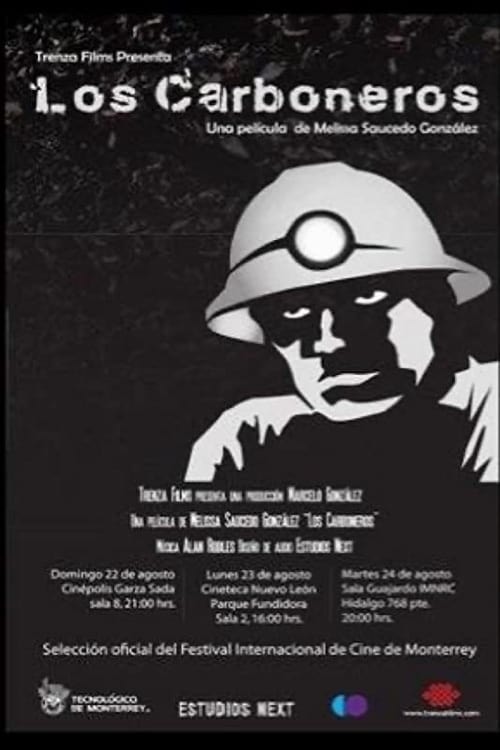 Trenza Films Presenta
Los Carboneros
Una película de Melissa Saucedo González
Trenza Films presenta una producción Marcelo González
Una película de Melissa Saucedo González "Los Carboneros"
Música Alan Robles Diseño de audio Estudios Next
Domingo 22 de agosto
Cinépolis Garza Sada
sala 8, 21:00 hrs.
Lunes 23 de agosto
Cineteca Nuevo León
Parque Fundidora
Sala 2, 16:00 hrs.
Martes 24 de agosto
Sala Guajardo IMNRC
Hidalgo 768 pte.
20:00 hrs.
Selección oficial del Festival Internacional de Cine de Monterrey
TECNOLÓGICO
DE MONTERREY
ESTUDIOS NEXT